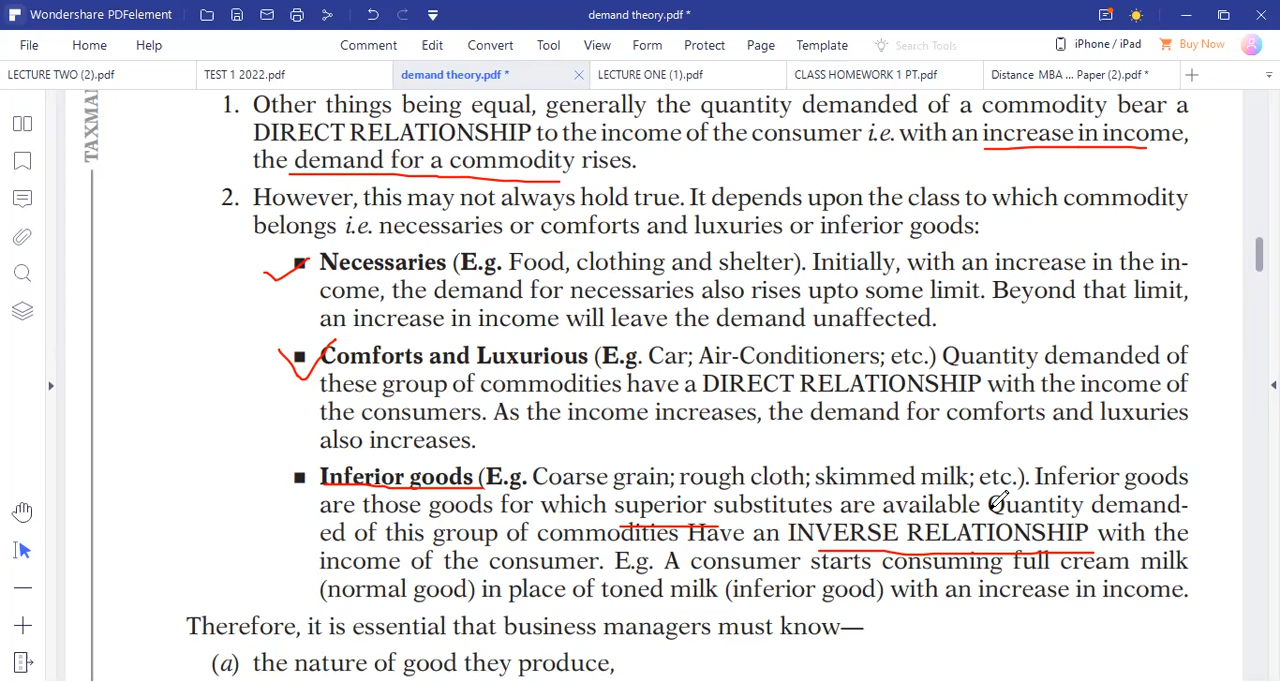 Wondershare PDFelement
demand theory.pdf *
File Home Help Comment Edit Convert Tool View Form Protect Page Template Search Tools iPhone / iPad Buy Now
LECTURE TWO (2).pdf TEST 1 2022.pdf demand theory.pdf * LECTURE ONE (1).pdf CLASS HOMEWORK 1 PT.pdf Distance MBA ... Paper (2).pdf *
TAXMAN
1. Other things being equal, generally the quantity demanded of a commodity bear a
DIRECT RELATIONSHIP to the income of the consumer i.e. with an increase in income,
the demand for a commodity rises.
2. However, this may not always hold true. It depends upon the class to which commodity
belongs i.e. necessaries or comforts and luxuries or inferior goods:
■ Necessaries (E.g. Food, clothing and shelter). Initially, with an increase in the in-
come, the demand for necessaries also rises upto some limit. Beyond that limit,
an increase in income will leave the demand unaffected.
■ Comforts and Luxurious (E.g. Car; Air-Conditioners; etc.) Quantity demanded of
these group of commodities have a DIRECT RELATIONSHIP with the income of
the consumers. As the income increases, the demand for comforts and luxuries
also increases.
■ Inferior goods (E.g. Coarse grain; rough cloth; skimmed milk; etc.). Inferior goods
are those goods for which superior substitutes are available Quantity demand-
ed of this group of commodities Have an INVERSE RELATIONSHIP with the
income of the consumer. E.g. A consumer starts consuming full cream milk
(normal good) in place of toned milk (inferior good) with an increase in income.
Therefore, it is essential that business managers must know—
(a) the nature of good they produce,